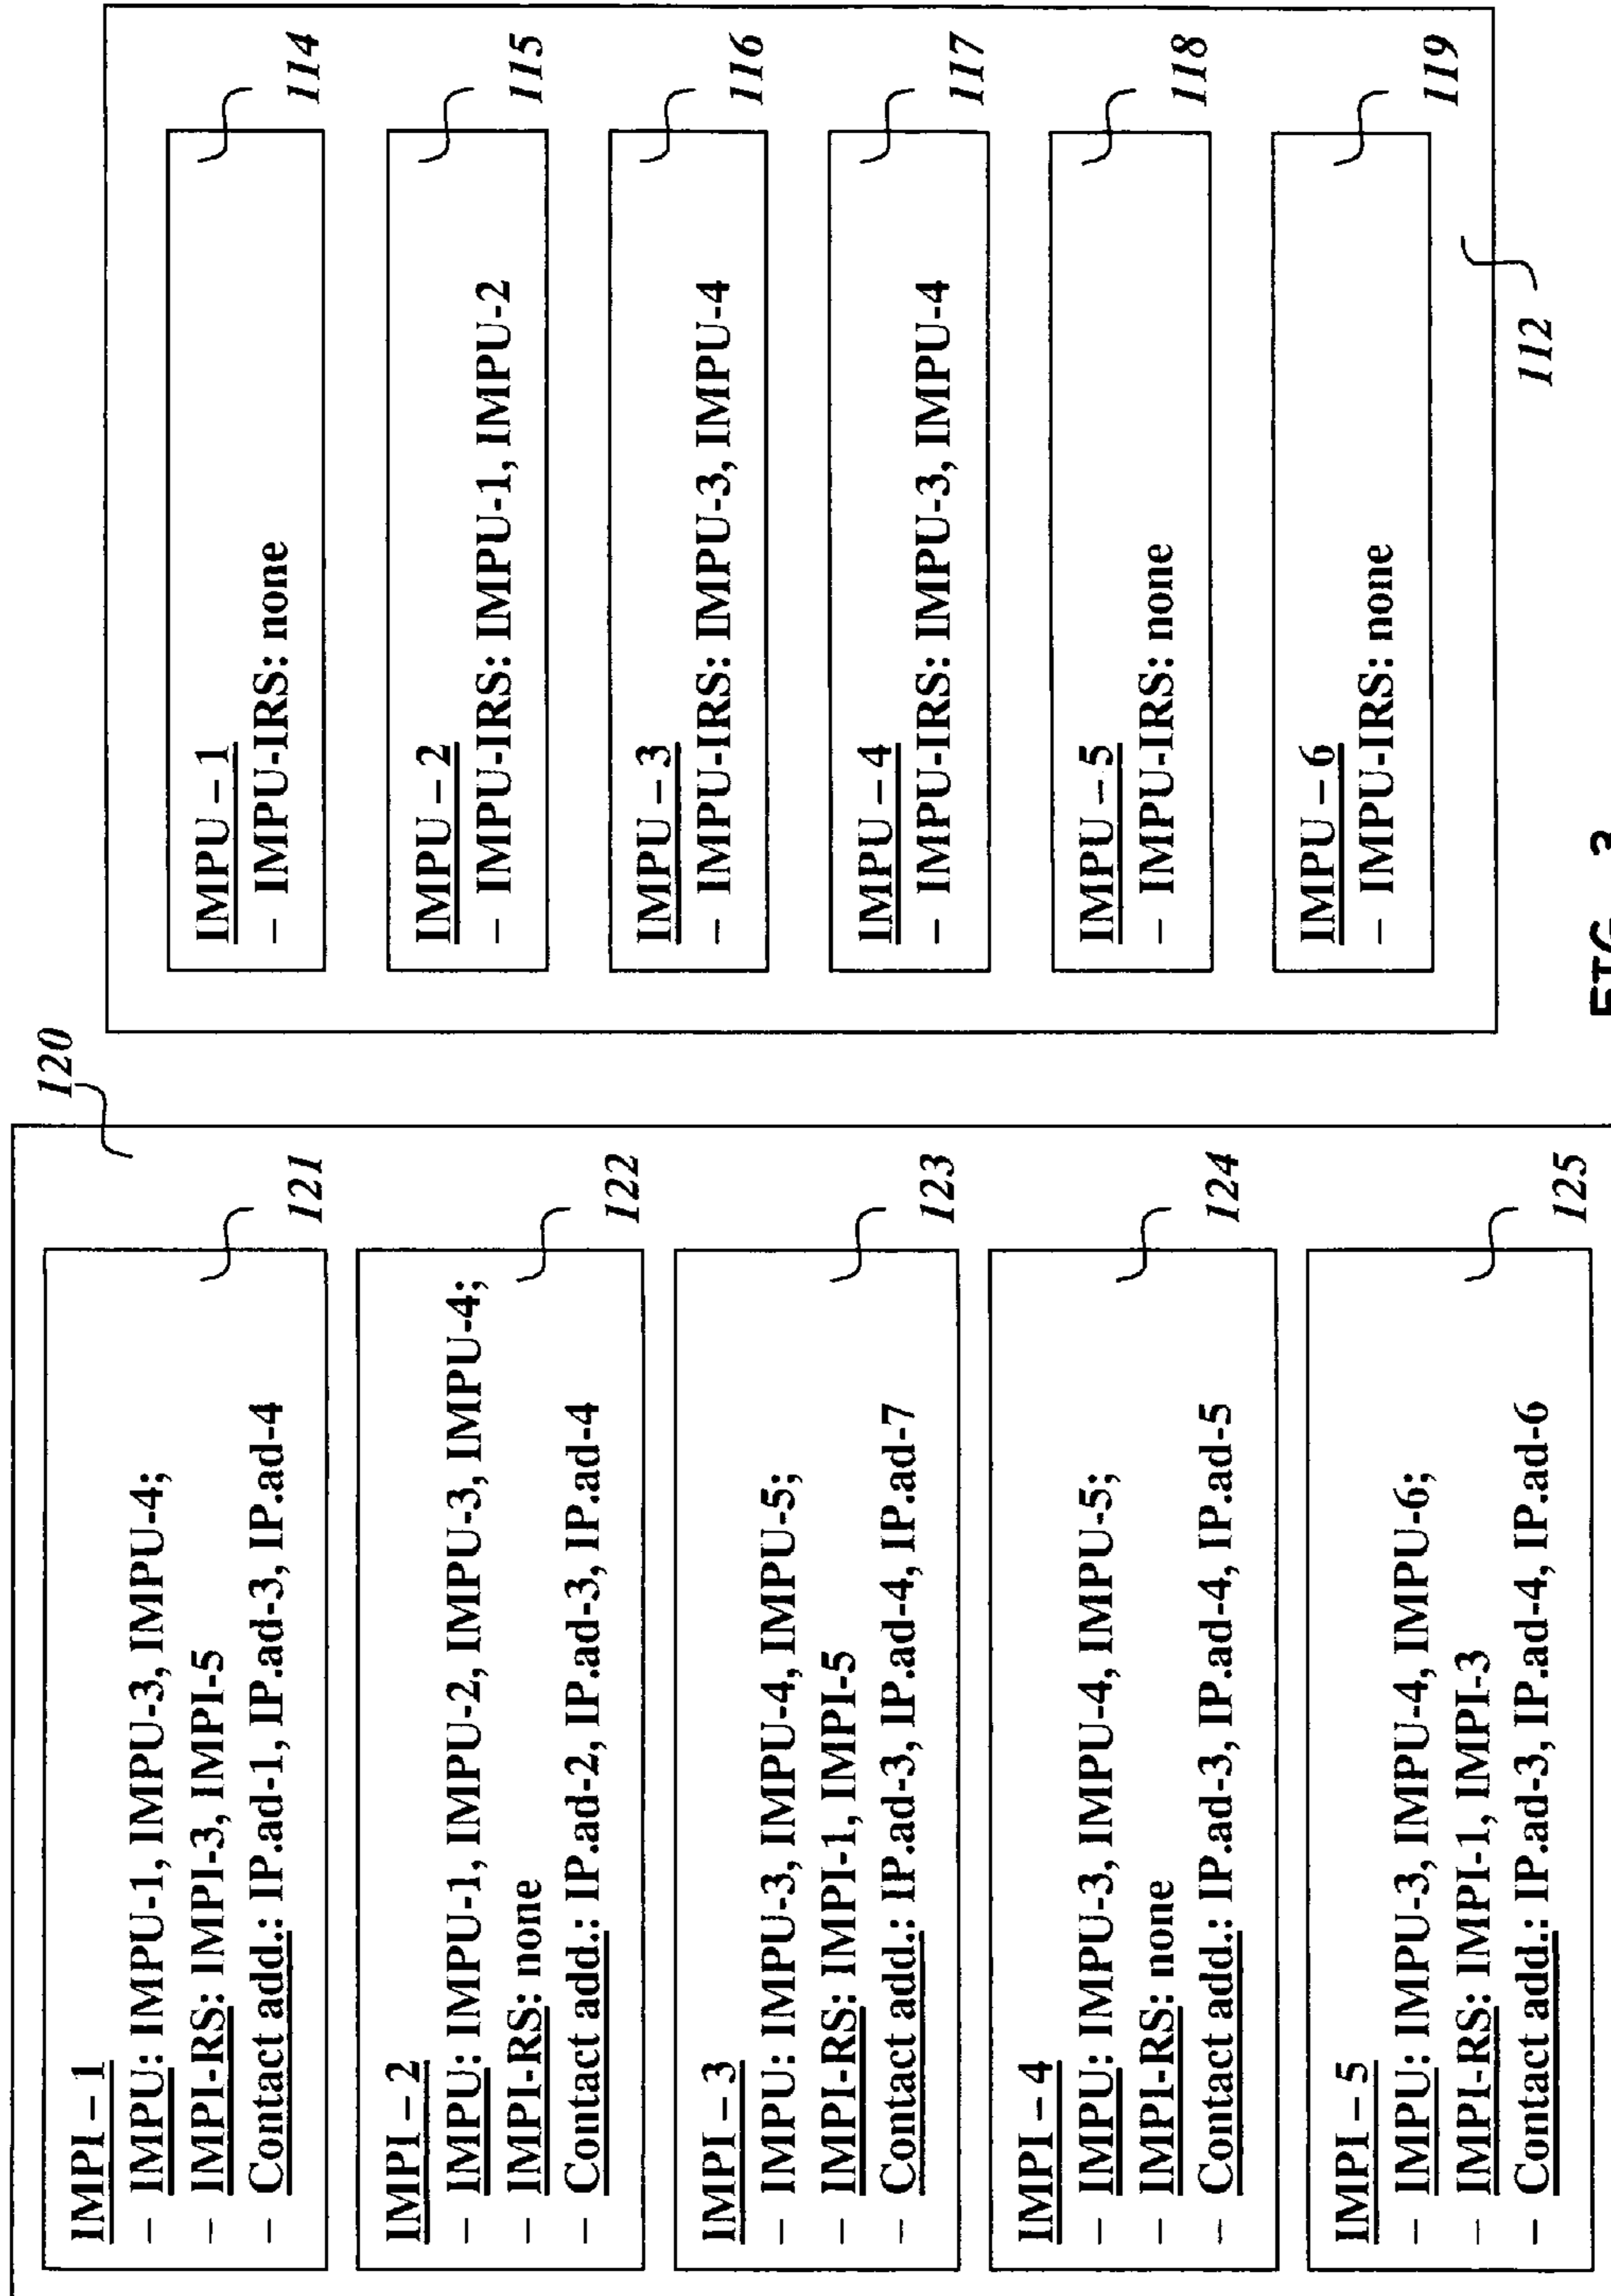 120
IMPI – 1
– IMPU: IMPU-1, IMPU-3, IMPU-4;
– IMPI-RS: IMPI-3, IMPI-5
– Contact add.: IP.ad-1, IP.ad-3, IP.ad-4
121
IMPI – 2
– IMPU: IMPU-1, IMPU-2, IMPU-3, IMPU-4;
– IMPI-RS: none
– Contact add.: IP.ad-2, IP.ad-3, IP.ad-4
122
IMPI – 3
– IMPU: IMPU-3, IMPU-4, IMPU-5;
– IMPI-RS: IMPI-1, IMPI-5
– Contact add.: IP.ad-3, IP.ad-4, IP.ad-7
123
IMPI – 4
– IMPU: IMPU-3, IMPU-4, IMPU-5;
– IMPI-RS: none
– Contact add.: IP.ad-3, IP.ad-4, IP.ad-5
124
IMPI – 5
– IMPU: IMPU-3, IMPU-4, IMPU-6;
– IMPI-RS: IMPI-1, IMPI-3
– Contact add.: IP.ad-3, IP.ad-4, IP.ad-6
125
IMPU – 1
– IMPU-IRS: none
114
IMPU – 2
– IMPU-IRS: IMPU-1, IMPU-2
115
IMPU – 3
– IMPU-IRS: IMPU-3, IMPU-4
116
IMPU – 4
– IMPU-IRS: IMPU-3, IMPU-4
117
IMPU – 5
– IMPU-IRS: none
118
IMPU – 6
– IMPU-IRS: none
119
112
FIG. 3